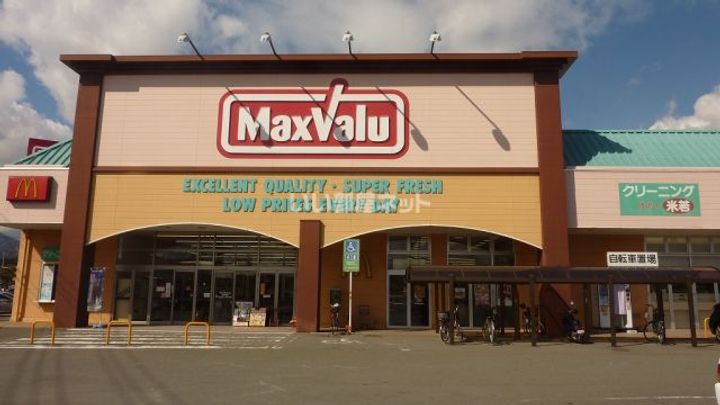 MaxValu
EXCELLENT QUALITY · SUPER FRESH
LOW PRICES EVERY DAY
クリーニング
米若
自転車置場